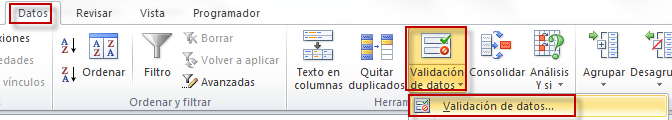 Datos Revisar Vista Programador
xiones
edades
vínculos
Ordenar
Filtro
Borrar
Volver a aplicar
Avanzadas
Texto en
columnas
Quitar
duplicados
Validación
de datos
Consolidar
Análisis
Y si
Agrupar
Desagru
Ordenar y filtrar
Herram
Validación de datos...